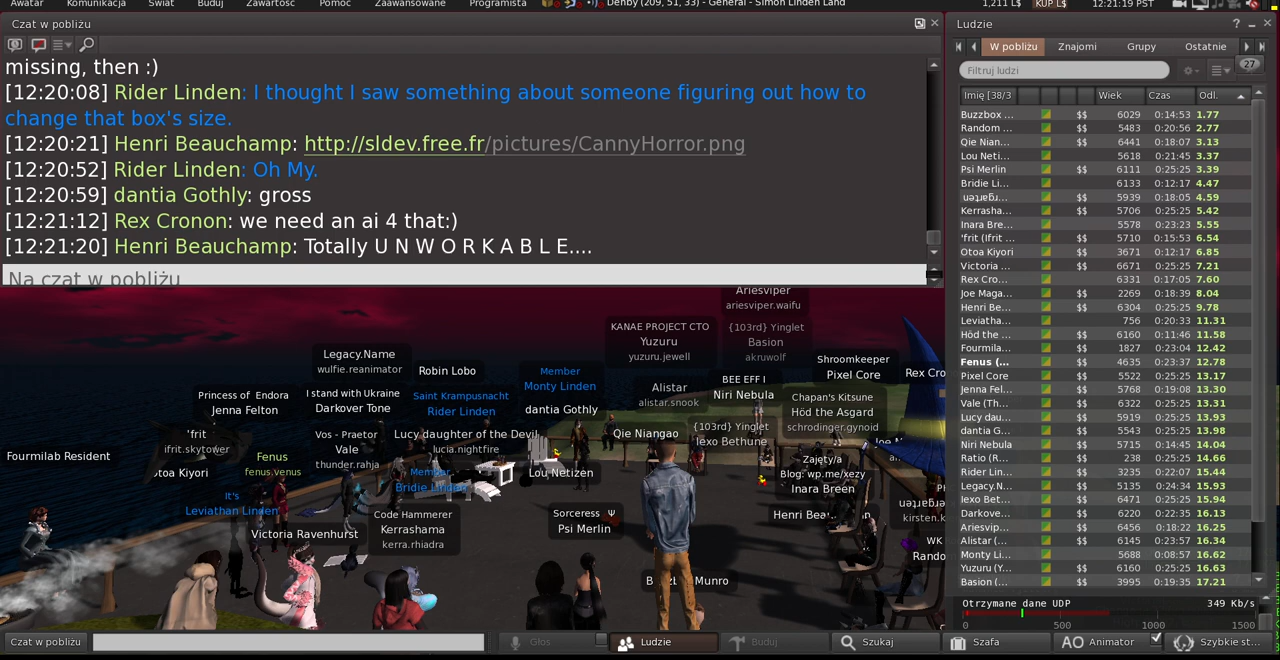 Awatar Komunikacja Świat Buduj Zawartość Pomoc Zaawansowane Programista Denby (209, 51, 33) - General - Simon Linden Land 1,211 L$ KUP L$ 12:21:19 PST
Czat w pobliżu
missing, then :)
[12:20:08] Rider Linden: I thought I saw something about someone figuring out how to
change that box's size.
[12:20:21] Henri Beauchamp: http://sldev.free.fr/pictures/CannyHorror.png
[12:20:52] Rider Linden: Oh My.
[12:20:59] dantia Gothly: gross
[12:21:12] Rex Cronon: we need an ai 4 that:)
[12:21:20] Henri Beauchamp: Totally U N W O R K A B L E....
Na czat w pobliżu
Ariesviper
ariesviper.waifu
KANAE PROJECT CTO
Yuzuru
yuzuru.jewell
{103rd} Yinglet
Basion
akruwolf
Legacy.Name
wulfie.reanimator
Robin Lobo
Member
Monty Linden
Shroomkeeper
Pixel Core
Rex Cro
Alistar
alistar.snook
BEE EFF I
Niri Nebula
Princess of Endora
Jenna Felton
I stand with Ukraine
Darkover Tone
Saint Krampusnacht
Rider Linden
dantia Gothly
Chapan's Kitsune
Höd the Asgard
schrodinger.gynoid
'frit
ifrit.skytower
Vos - Praetor
Vale
thunder.rahja
Lucy daughter of the Devil
lucia.nightfire
Qie Niangao
{103rd} Yinglet
Iexo Bethune
Fourmilab Resident
Fenus
fenus.venus
Otoa Kiyori
Member
Bridie Linden
Lou Netizen
Zajęty/a
Blog: wp.me/xezy
Inara Breen
It's
Leviathan Linden
Code Hammerer
Kerrashama
kerra.rhiadra
Sorceress Ψ
Psi Merlin
Victoria Ravenhurst
Henri Bea
kirsten.k
WK
Rando
Munro
Ludzie
W pobliżu Znajomi Grupy Ostatnie
Filtruj ludzi 27
Imię [38/3 Wiek Czas Odl.
Buzzbox ... 6029 0:14:53 1.77
Random ... $$ 5483 0:20:56 2.77
Qie Nian... $$ 6441 0:18:07 3.13
Lou Neti... 5618 0:21:45 3.37
Psi Merlin $$ 6111 0:25:25 3.39
Bridie Li... 6133 0:12:17 4.47
uǝʇɹᴉʞ... $$ 5939 0:18:05 4.59
Kerrasha... $$ 5706 0:25:25 5.42
Inara Bre... 5578 0:23:23 5.55
'frit (Ifrit ... $$ 5710 0:15:53 6.54
Otoa Kiyori 3671 0:12:17 6.85
Victoria ... $$ 6671 0:25:25 7.21
Rex Cro... 6331 0:17:05 7.60
Joe Maga... $$ 2269 0:18:39 8.04
Henri Be... $$ 6304 0:25:25 9.78
Leviatha... 756 0:20:33 11.31
Höd the ... $$ 6160 0:11:46 11.58
Fourmila... $$ 1827 0:23:04 12.42
Fenus (... $$ 4635 0:23:37 12.78
Pixel Core $$ 5522 0:25:25 13.17
Jenna Fel... $$ 5768 0:19:08 13.30
Vale (Th... $$ 6322 0:25:25 13.31
Lucy dau... $$ 5919 0:25:25 13.93
dantia G... $$ 5543 0:25:25 13.98
Niri Nebula $$ 5715 0:14:45 14.04
Ratio (R... $$ 238 0:25:25 14.66
Rider Lin... $$ 3235 0:22:07 15.44
Legacy.N... $$ 5135 0:24:34 15.93
Iexo Bet... $$ 6471 0:25:25 15.94
Darkove... $$ 6220 0:22:35 16.13
Ariesvip... $$ 6456 0:18:22 16.25
Alistar (... $$ 6145 0:23:57 16.34
Monty Li... 5688 0:08:57 16.62
Yuzuru (Y... $$ 6160 0:25:25 16.63
Basion (... $$ 3995 0:19:35 17.21
Otrzymane dane UDP 349 Kb/s
0 500 1000 1500
Czat w pobliżu Głos Ludzie Buduj Szukaj Szafa AO Animator Szybkie st...